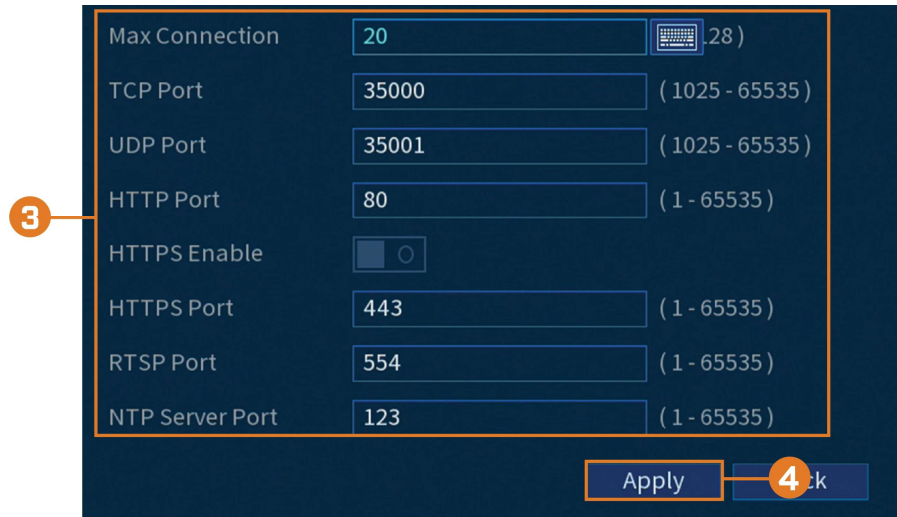 Max Connection 20 28 )
TCP Port 35000 ( 1025 - 65535 )
UDP Port 35001 ( 1025 - 65535 )
HTTP Port 80 ( 1 - 65535 )
3
HTTPS Enable
HTTPS Port 443 ( 1 - 65535 )
RTSP Port 554 ( 1 - 65535 )
NTP Server Port 123 ( 1 - 65535 )
Apply 4 k